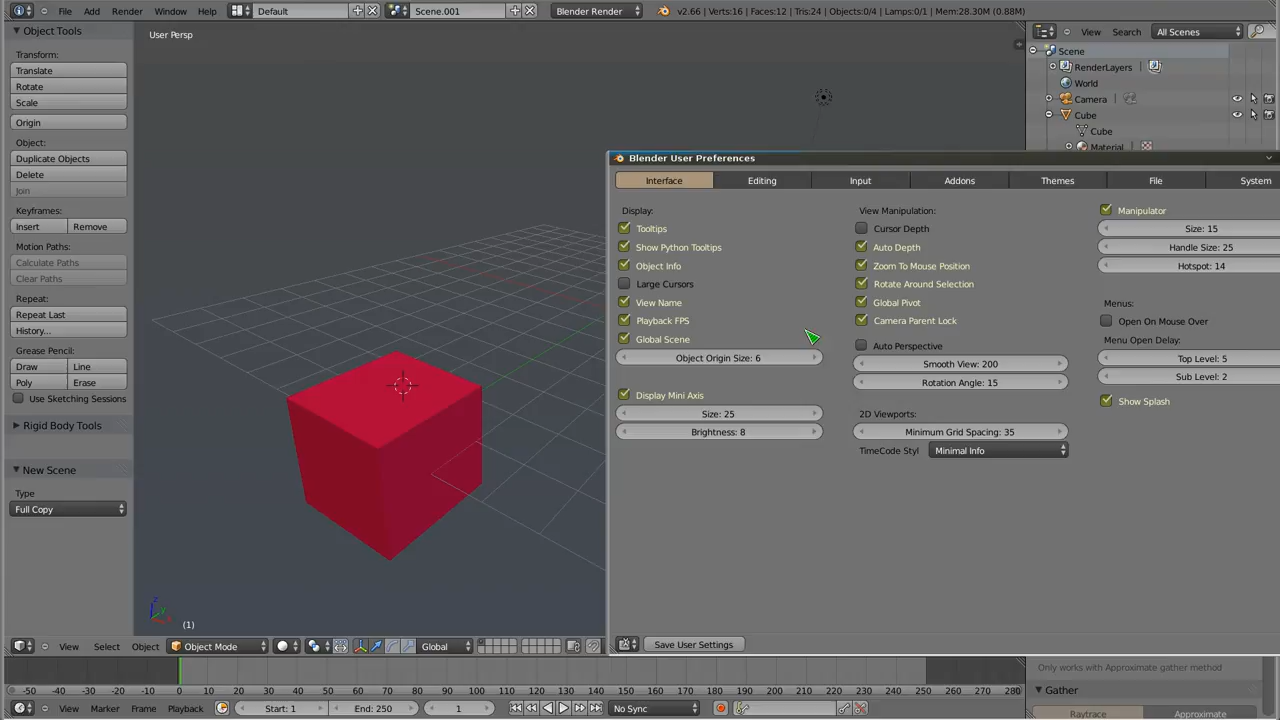 File Add Render Window Help Default Scene.001 Blender Render v2.66 | Verts:16 | Faces:12 | Tris:24 | Objects:0/4 | Lamps:0/1 | Mem:28.30M (0.88M)
Object Tools
Transform:
Translate
Rotate
Scale
Origin
Object:
Duplicate Objects
Delete
Join
Keyframes:
Insert Remove
Motion Paths:
Calculate Paths
Clear Paths
Repeat:
Repeat Last
History...
Grease Pencil:
Draw Line
Poly Erase
Use Sketching Sessions
Rigid Body Tools
New Scene
Type
Full Copy
User Persp
(1)
View Select Object Object Mode Global
View Search All Scenes
Scene
RenderLayers
World
Camera
Cube
Cube
Material
Blender User Preferences
Interface Editing Input Addons Themes File System
Display:
Tooltips
Show Python Tooltips
Object Info
Large Cursors
View Name
Playback FPS
Global Scene
Object Origin Size: 6
Display Mini Axis
Size: 25
Brightness: 8
View Manipulation:
Cursor Depth
Auto Depth
Zoom To Mouse Position
Rotate Around Selection
Global Pivot
Camera Parent Lock
Auto Perspective
Smooth View: 200
Rotation Angle: 15
2D Viewports:
Minimum Grid Spacing: 35
TimeCode Styl Minimal Info
Manipulator
Size: 15
Handle Size: 25
Hotspot: 14
Menus:
Open On Mouse Over
Menu Open Delay:
Top Level: 5
Sub Level: 2
Show Splash
Save User Settings
Only works with Approximate gather method
Gather
Raytrace Approximate
-50 -40 -30 -20 -10 0 10 20 30 40 50 60 70 80 90 100 110 120 130 140 150 160 170 180 190 200 210 220 230 240 250 260 270 280
View Marker Frame Playback Start: 1 End: 250 1 No Sync